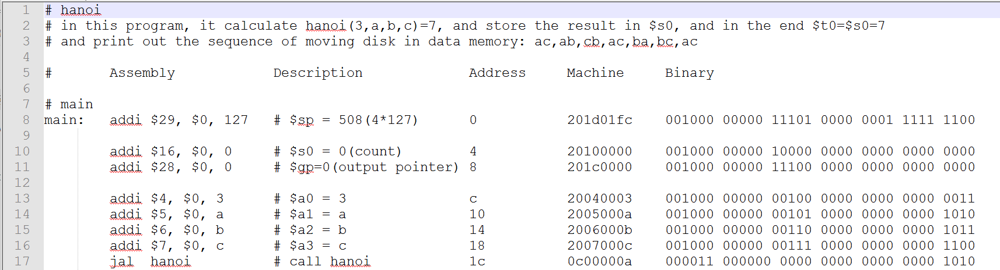 1 # hanoi
2 # in this program, it calculate hanoi(3,a,b,c)=7, and store the result in $s0, and in the end $t0=$s0=7
3 # and print out the sequence of moving disk in data memory: ac,ab,cb,ac,ba,bc,ac
4
5 # Assembly Description Address Machine Binary
6
7 # main
8 main: addi $29, $0, 127 # $sp = 508(4*127) 0 201d01fc 001000 00000 11101 0000 0001 1111 1100
9
10 addi $16, $0, 0 # $s0 = 0(count) 4 20100000 001000 00000 10000 0000 0000 0000 0000
11 addi $28, $0, 0 # $gp=0(output pointer) 8 201c0000 001000 00000 11100 0000 0000 0000 0000
12
13 addi $4, $0, 3 # $a0 = 3 c 20040003 001000 00000 00100 0000 0000 0000 0011
14 addi $5, $0, a # $a1 = a 10 2005000a 001000 00000 00101 0000 0000 0000 1010
15 addi $6, $0, b # $a2 = b 14 2006000b 001000 00000 00110 0000 0000 0000 1011
16 addi $7, $0, c # $a3 = c 18 2007000c 001000 00000 00111 0000 0000 0000 1100
17 jal hanoi # call hanoi 1c 0c00000a 000011 000000 0000 0000 0000 0000 1010